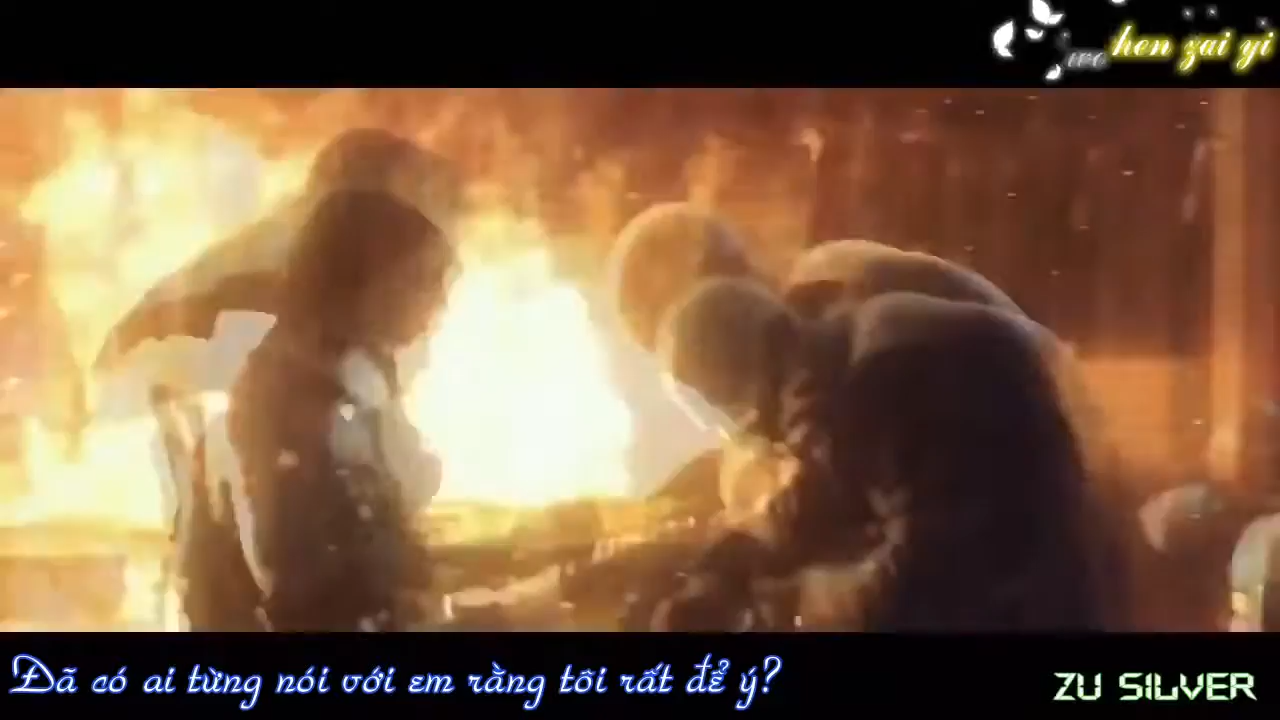 wo hen zai yi
Đã có ai từng nói với em rằng tôi rất để ý?
ZU SILVER